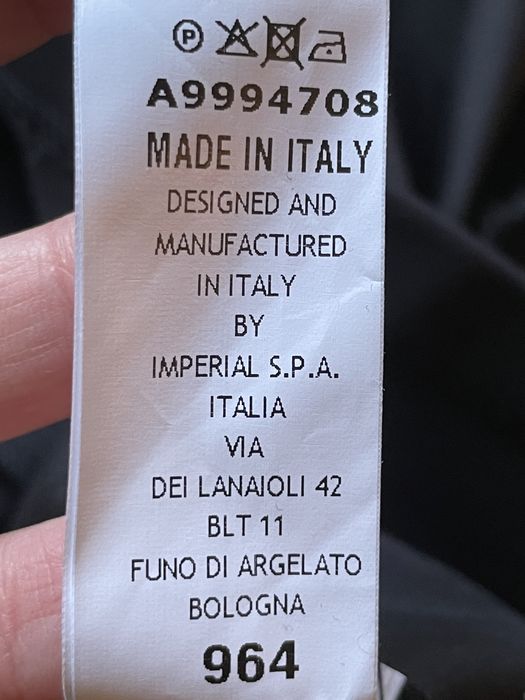 P
A9994708
MADE IN ITALY
DESIGNED AND
MANUFACTURED
IN ITALY
BY
IMPERIAL S.P.A.
ITALIA
VIA
DEI LANAIOLI 42
BLT 11
FUNO DI ARGELATO
BOLOGNA
964